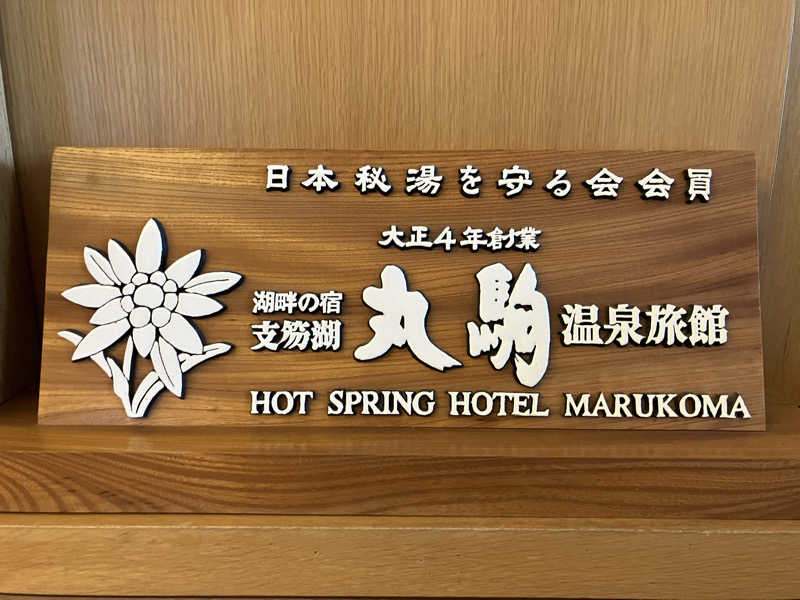 日本秘湯を守る会会員
大正4年創業
湖畔の宿
支笏湖 丸駒 温泉旅館
HOT SPRING HOTEL MARUKOMA